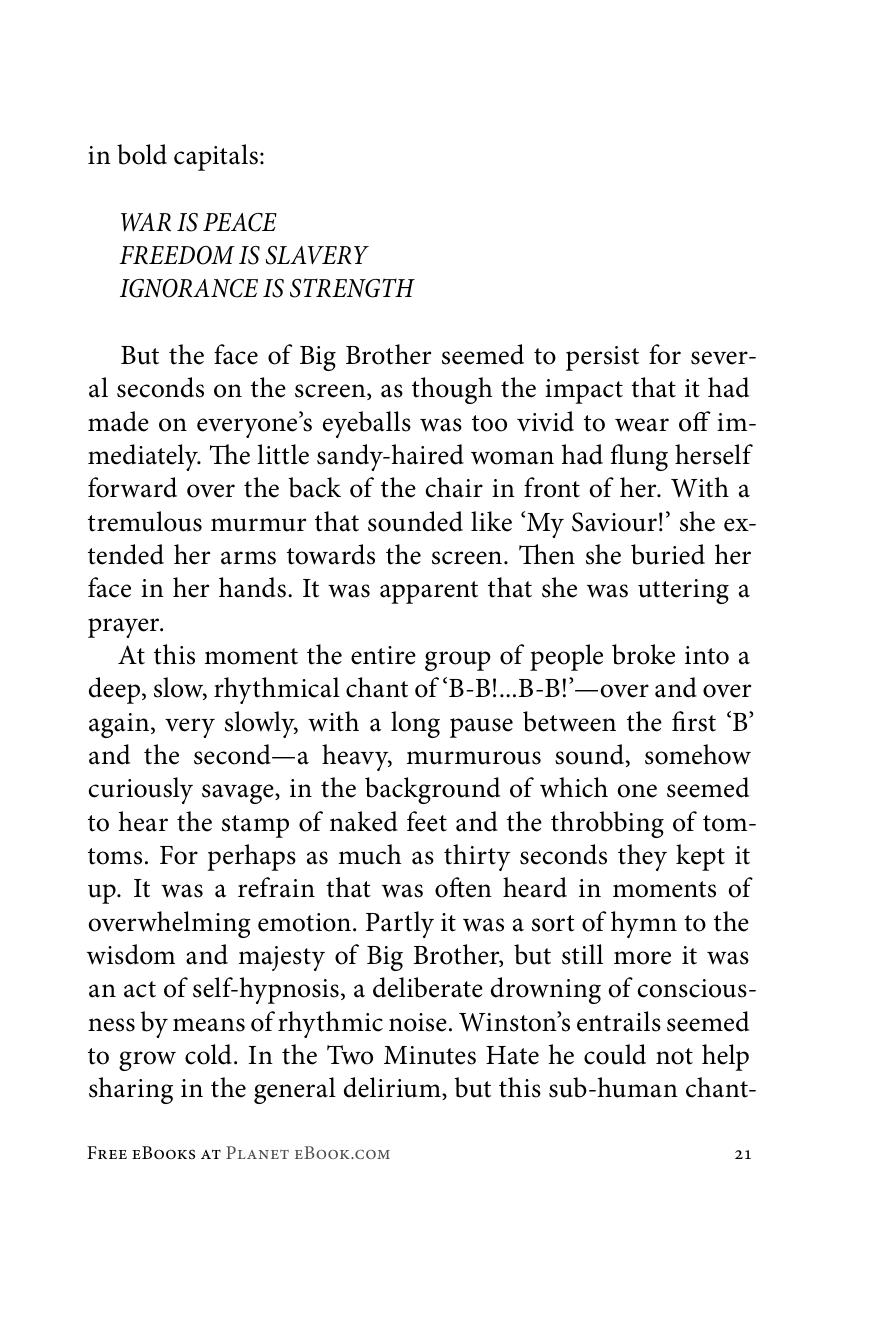 in bold capitals:
WAR IS PEACE
FREEDOM IS SLAVERY
IGNORANCE IS STRENGTH
But the face of Big Brother seemed to persist for sever-
al seconds on the screen, as though the impact that it had
made on everyone’s eyeballs was too vivid to wear off im-
mediately. The little sandy-haired woman had flung herself
forward over the back of the chair in front of her. With a
tremulous murmur that sounded like ‘My Saviour!’ she ex-
tended her arms towards the screen. Then she buried her
face in her hands. It was apparent that she was uttering a
prayer.
At this moment the entire group of people broke into a
deep, slow, rhythmical chant of ‘B-B!...B-B!’—over and over
again, very slowly, with a long pause between the first ‘B’
and the second—a heavy, murmurous sound, somehow
curiously savage, in the background of which one seemed
to hear the stamp of naked feet and the throbbing of tom-
toms. For perhaps as much as thirty seconds they kept it
up. It was a refrain that was often heard in moments of
overwhelming emotion. Partly it was a sort of hymn to the
wisdom and majesty of Big Brother, but still more it was
an act of self-hypnosis, a deliberate drowning of conscious-
ness by means of rhythmic noise. Winston’s entrails seemed
to grow cold. In the Two Minutes Hate he could not help
sharing in the general delirium, but this sub-human chant-
Free eBooks at Planet eBook.com 21